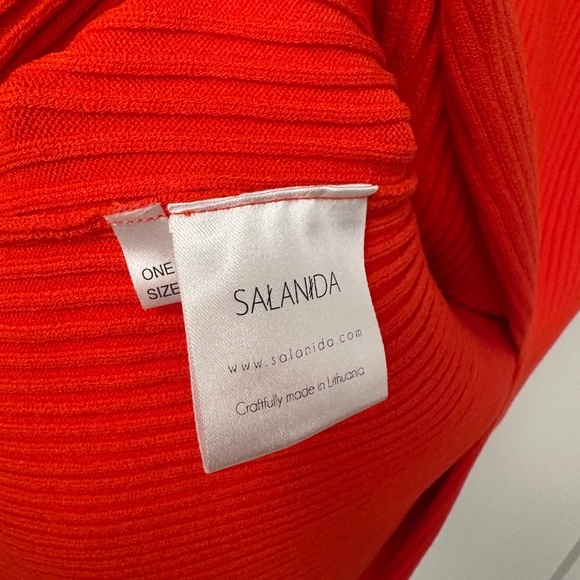 ONE
SIZE
SALANIDA
www.salanida.com
Craftfully made in Lithuania